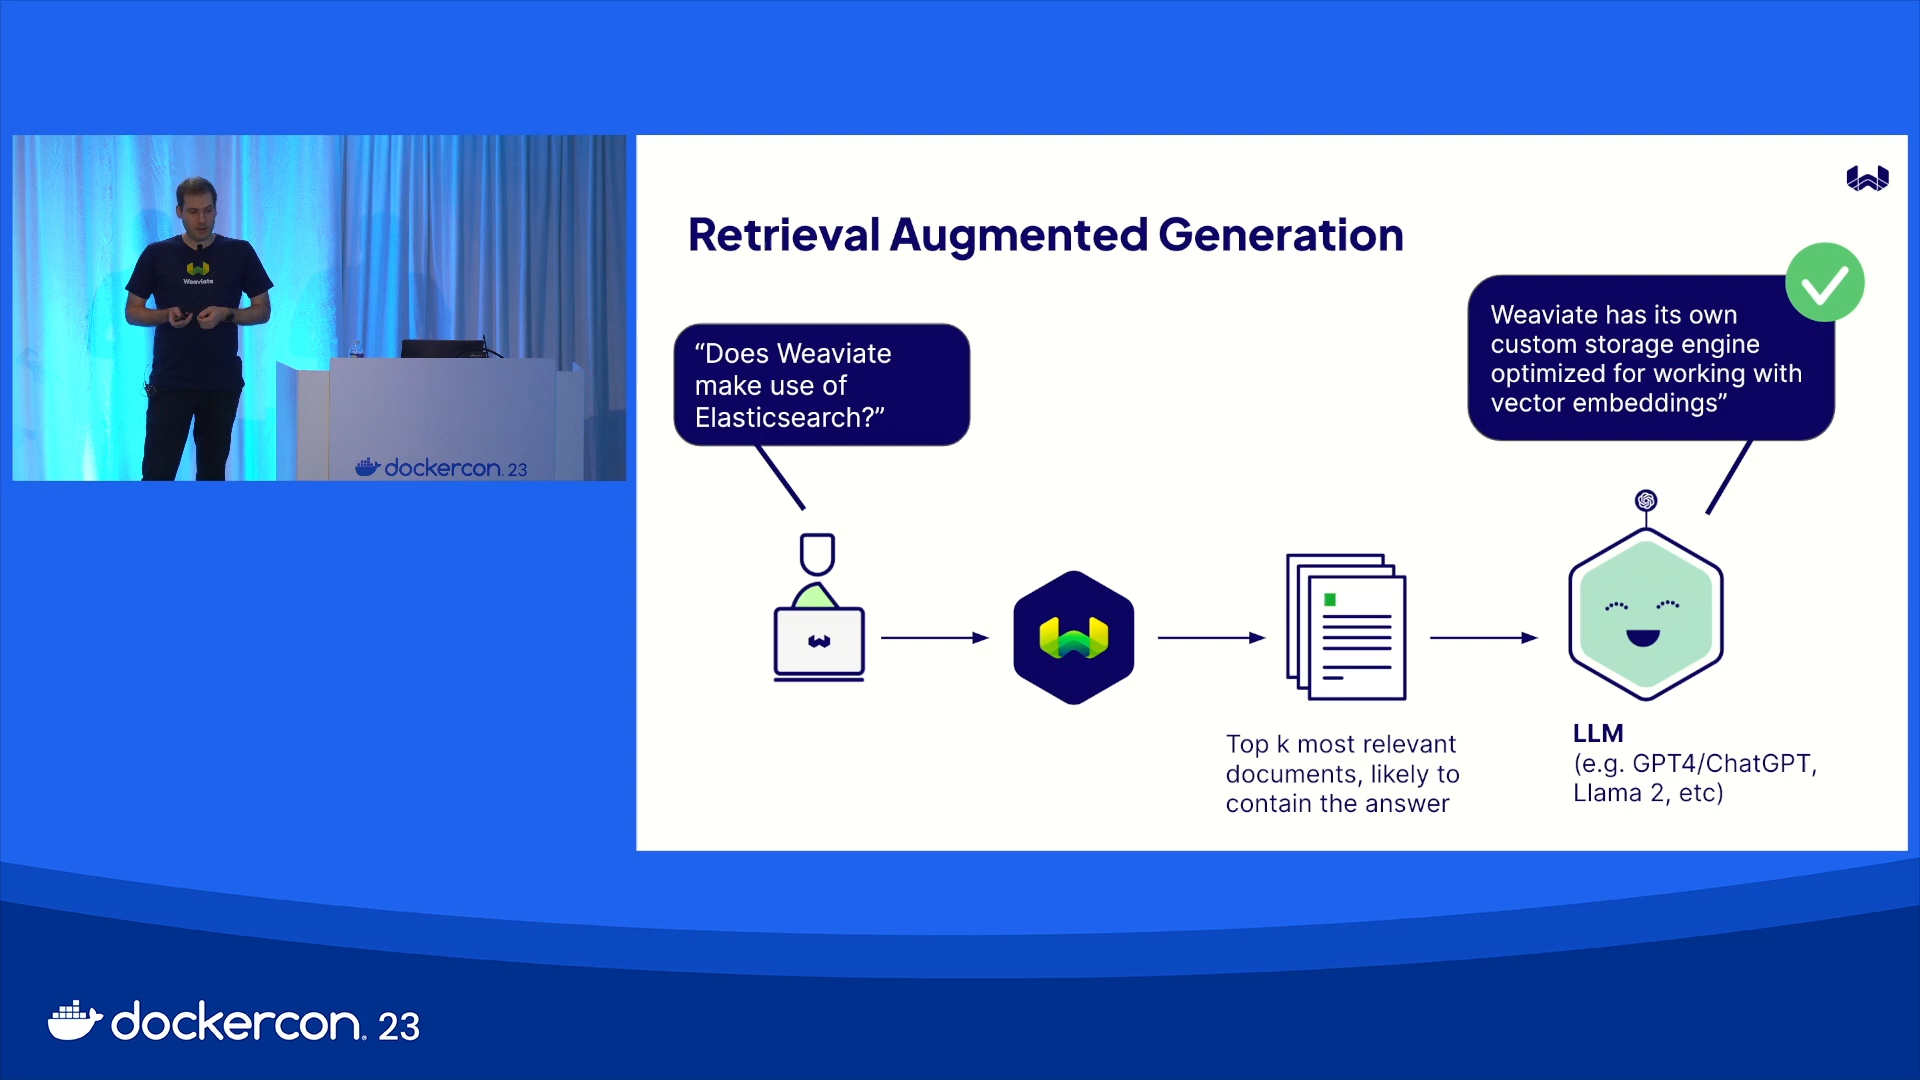 Weaviate
dockercon. 23
Retrieval Augmented Generation
“Does Weaviate
make use of
Elasticsearch?”
Weaviate has its own
custom storage engine
optimized for working with
vector embeddings”
Top k most relevant
documents, likely to
contain the answer
LLM
(e.g. GPT4/ChatGPT,
Llama 2, etc)
dockercon. 23